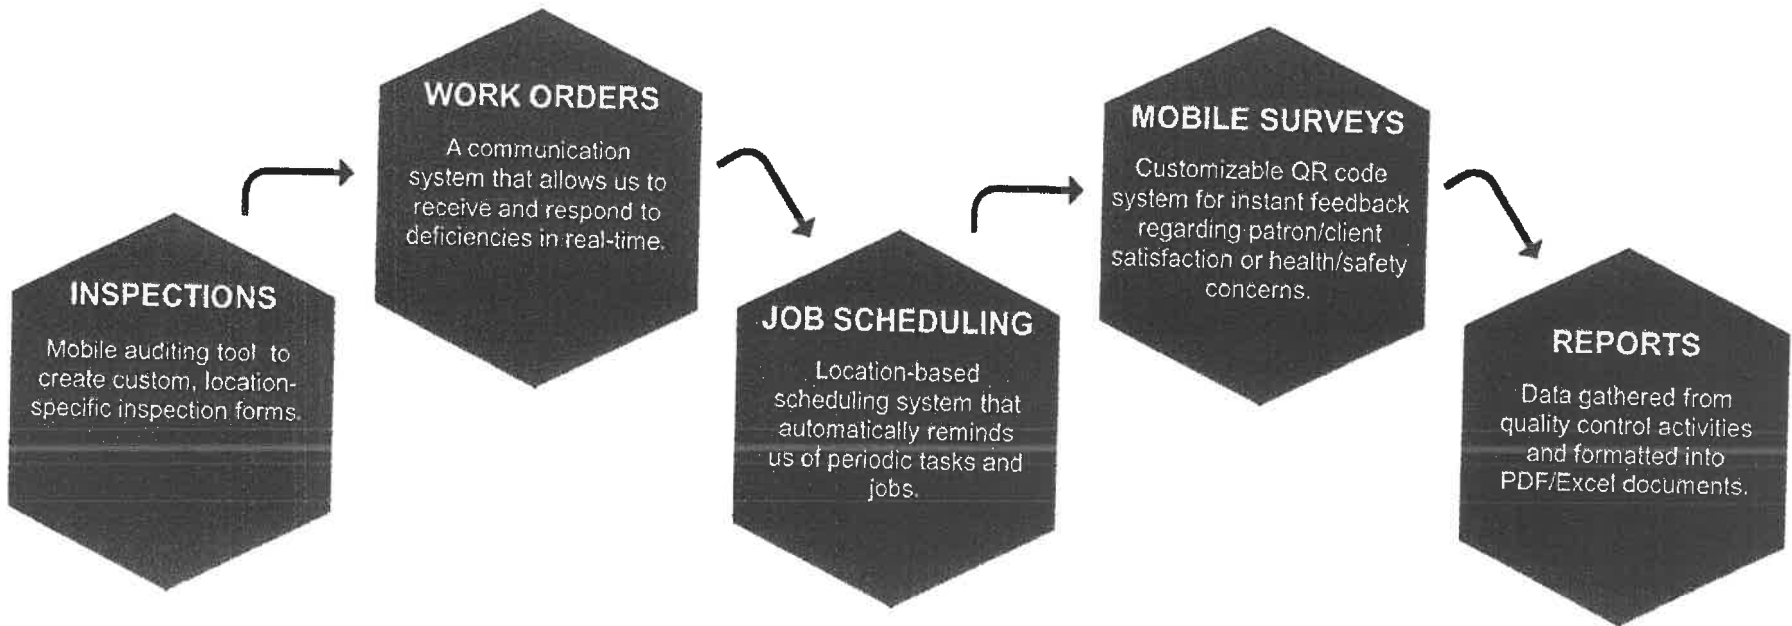 INSPECTIONS
Mobile auditing tool to
create custom, location-
specific inspection forms.
WORK ORDERS
A communication
system that allows us to
receive and respond to
deficiencies in real-time.
JOB SCHEDULING
Location-based
scheduling system that
automatically reminds
us of periodic tasks and
jobs.
MOBILE SURVEYS
Customizable QR code
system for instant feedback
regarding patron/client
satisfaction or health/safety
concerns.
REPORTS
Data gathered from
quality control activities
and formatted into
PDF/Excel documents.